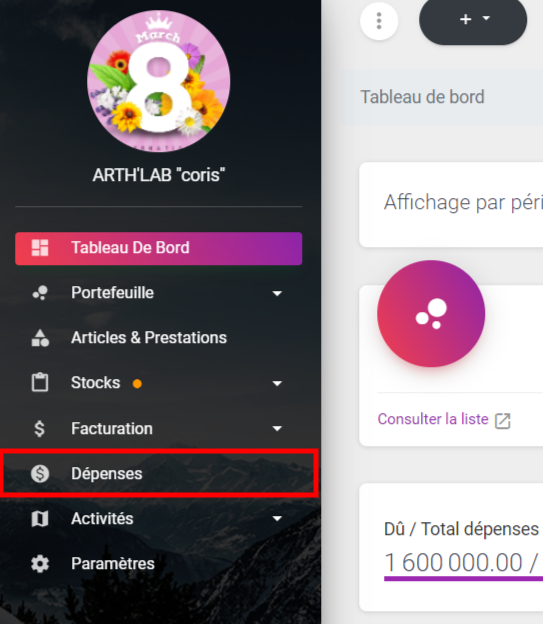 March
8
ARTH'LAB "coris"
Tableau De Bord
Portefeuille
Articles & Prestations
Stocks
Facturation
Dépenses
Activités
Paramètres
+
Tableau de bord
Affichage par péri
Consulter la liste
Dû / Total dépenses
1 600 000.00 /